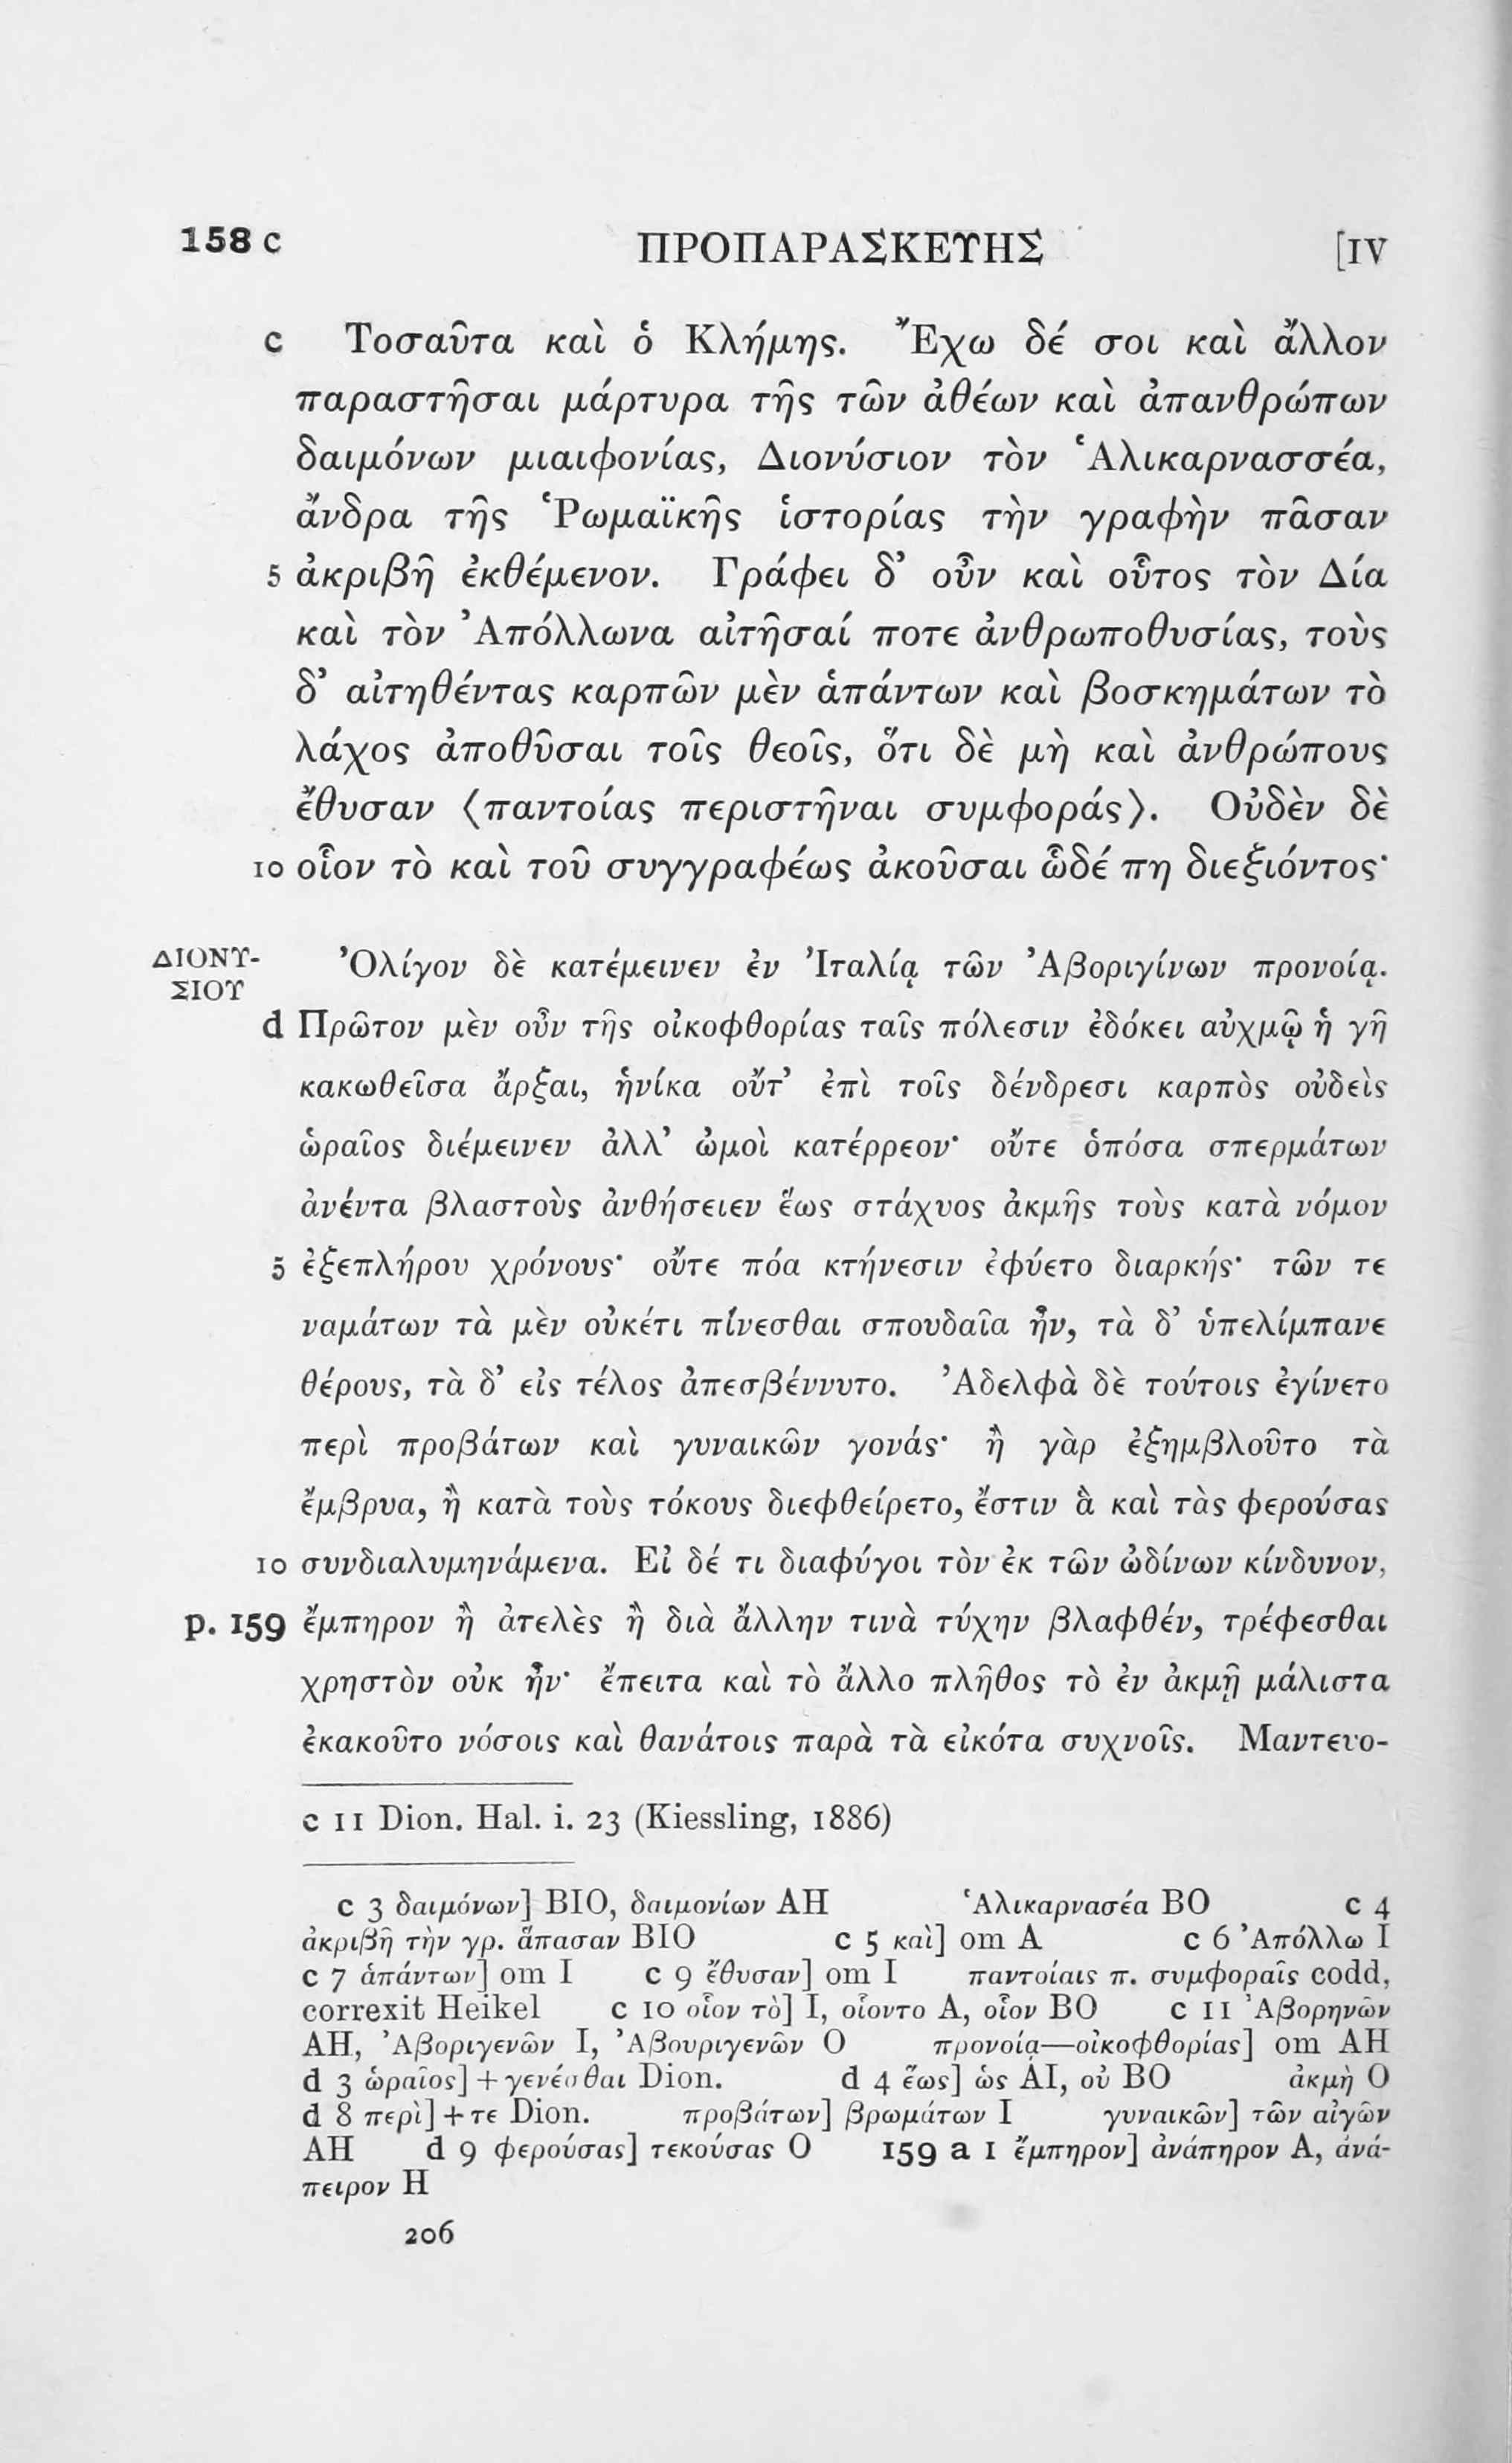 158 c ΠΡΟΠΑΡΑΣΚΕΥΗΣ [IV
c Τοσαῦτα καὶ ὁ Κλήμης. Ἔχω δέ σοι καὶ ἄλλον
παραστῆσαι μάρτυρα τῆς τῶν ἀθέων καὶ ἀπανθρώπων
δαιμόνων μιαιφονίας, Διονύσιον τὸν Ἁλικαρνασσέα,
ἄνδρα τῆς Ῥωμαϊκῆς ἱστορίας τὴν γραφὴν πᾶσαν
5 ἀκριβῆ ἐκθέμενον. Γράφει δ’ οὖν καὶ οὗτος τὸν Δία
καὶ τὸν Ἀπόλλωνα αἰτῆσαί ποτε ἀνθρωποθυσίας, τοὺς
δ’ αἰτηθέντας καρπῶν μὲν ἁπάντων καὶ βοσκημάτων τὸ
λάχος ἀποθῦσαι τοῖς θεοῖς, ὅτι δὲ μὴ καὶ ἀνθρώπους
ἔθυσαν ⟨παντοίας περιστῆναι συμφοράς⟩. Οὐδὲν δὲ
10 οἷον τὸ καὶ τοῦ συγγραφέως ἀκοῦσαι ὧδέ πη διεξιόντος·
ΔΙΟΝΥ- Ὀλίγον δὲ κατέμεινεν ἐν Ἰταλίᾳ τῶν Ἀβοριγίνων προνοίᾳ.
ΣΙΟΥ
d Πρῶτον μὲν οὖν τῆς οἰκοφθορίας ταῖς πόλεσιν ἐδόκει αὐχμῷ ἡ γῆ
κακωθεῖσα ἄρξαι, ἡνίκα οὔτ’ ἐπὶ τοῖς δένδρεσι καρπὸς οὐδεὶς
ὡραῖος διέμεινεν ἀλλ’ ὠμοὶ κατέρρεον· οὔτε ὁπόσα σπερμάτων
ἀνέντα βλαστοὺς ἀνθήσειεν ἕως στάχυος ἀκμῆς τοὺς κατὰ νόμον
5 ἐξεπλήρου χρόνους· οὔτε πόα κτήνεσιν ἐφύετο διαρκής· τῶν τε
ναμάτων τὰ μὲν οὐκέτι πίνεσθαι σπουδαῖα ἦν, τὰ δ’ ὑπελίμπανε
θέρους, τὰ δ’ εἰς τέλος ἀπεσβέννυτο. Ἀδελφὰ δὲ τούτοις ἐγίνετο
περὶ προβάτων καὶ γυναικῶν γονάς· ἢ γὰρ ἐξημβλοῦτο τὰ
ἔμβρυα, ἢ κατὰ τοὺς τόκους διεφθείρετο, ἔστιν ἃ καὶ τὰς φερούσας
10 συνδιαλυμηνάμενα. Εἰ δέ τι διαφύγοι τὸν ἐκ τῶν ὠδίνων κίνδυνον,
p. 159 ἔμπηρον ἢ ἀτελὲς ἢ διὰ ἄλλην τινὰ τύχην βλαφθέν, τρέφεσθαι
χρηστὸν οὐκ ἦν· ἔπειτα καὶ τὸ ἄλλο πλῆθος τὸ ἐν ἀκμῇ μάλιστα
ἐκακοῦτο νόσοις καὶ θανάτοις παρὰ τὰ εἰκότα συχνοῖς. Μαντευο-
c 11 Dion. Hal. i. 23 (Kiessling, 1886)
c 3 δαιμόνων] BIO, δαιμονίων AH Ἁλικαρνασέα BO c 4
ἀκριβῆ τὴν γρ. ἅπασαν BIO c 5 καὶ] om A c 6 Ἀπόλλω I
c 7 ἁπάντων] om I c 9 ἔθυσαν] om I παντοίαις π. συμφοραῖς codd,
correxit Heikel c 10 οἷον τὸ] I, οἷοντο A, οἷον BO c 11 Ἀβορηνῶν
AH, Ἀβοριγενῶν I, Ἀβουριγενῶν O προνοίᾳ—οἰκοφθορίας] om AH
d 3 ὡραῖος] + γενέσθαι Dion. d 4 ἕως] ὡς AI, οὐ BO ἀκμὴ O
d 8 περὶ] + τε Dion. προβάτων] βρωμάτων I γυναικῶν] τῶν αἰγῶν
AH d 9 φερούσας] τεκούσας O 159 a 1 ἔμπηρον] ἀνάπηρον A, ἀνά-
πειρον H
206